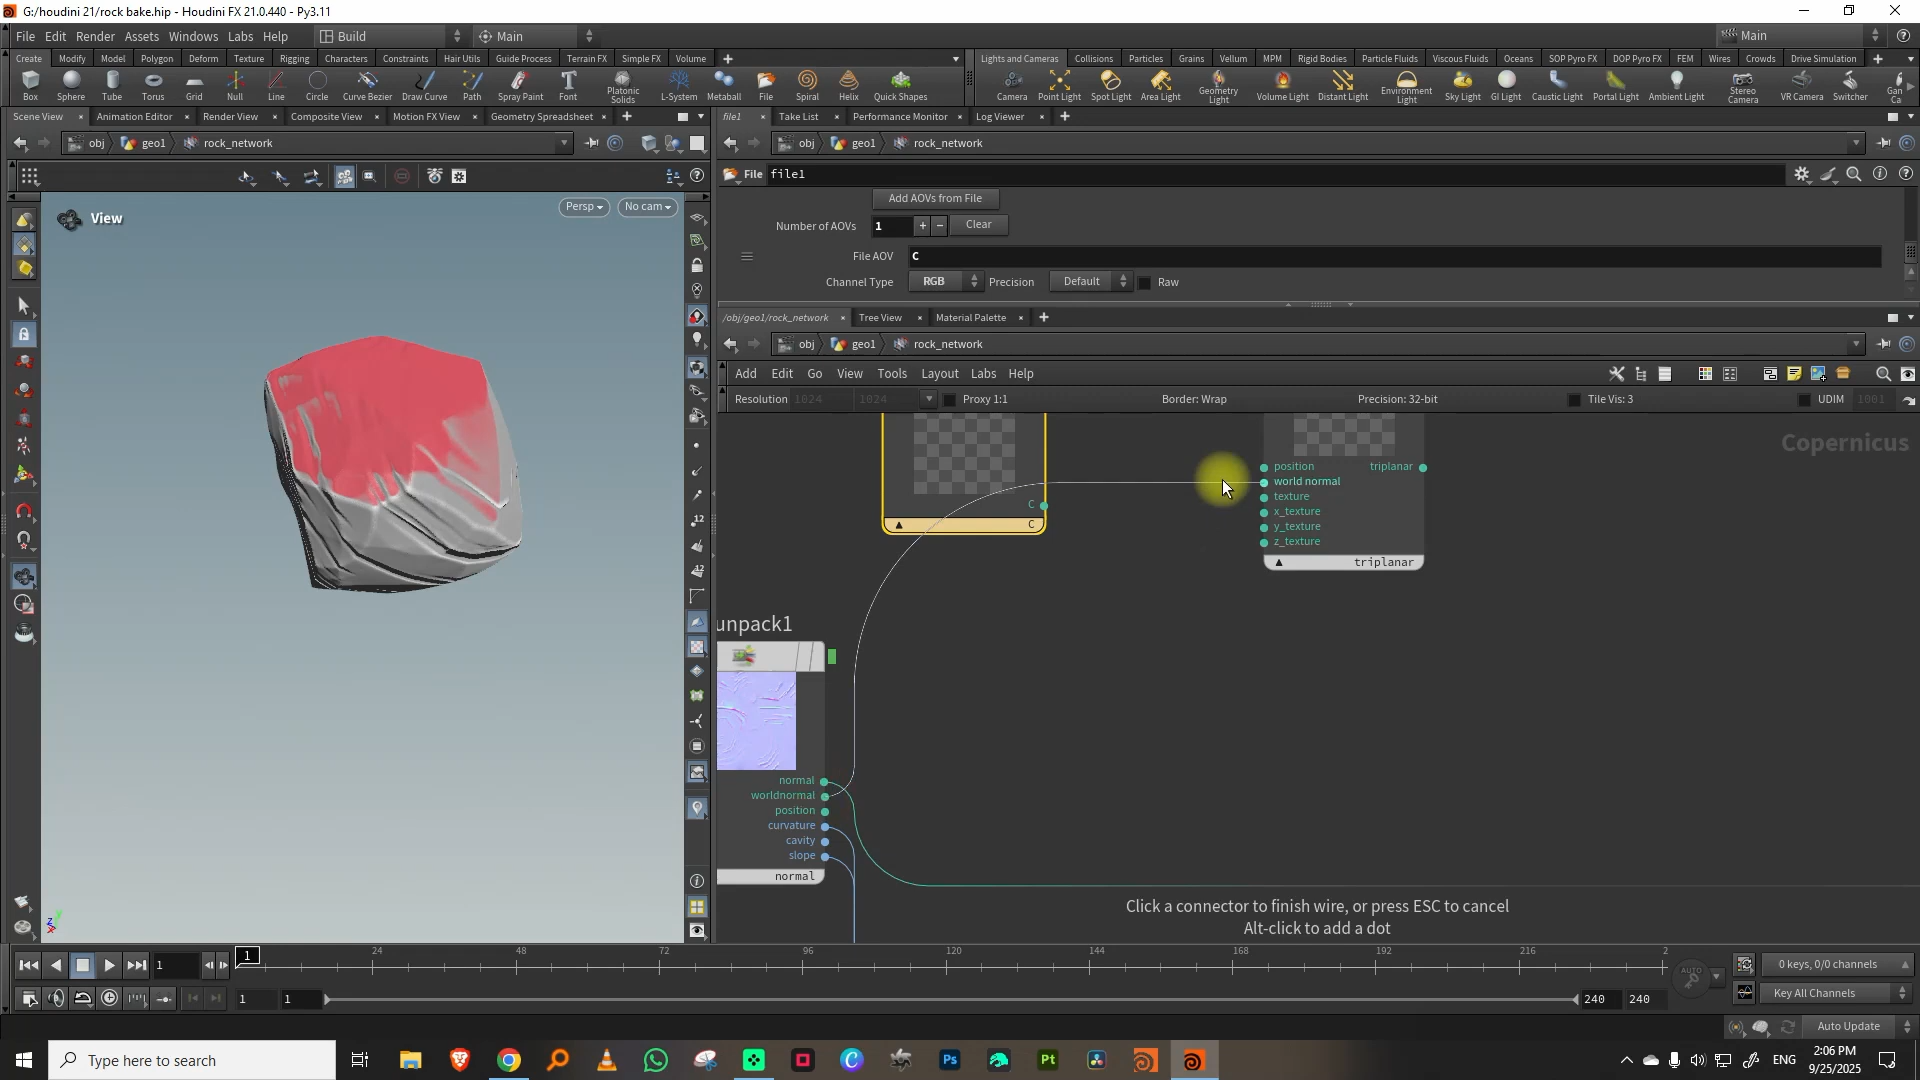 G:/houdini 21/rock bake.hip - Houdini FX 21.0.440 - Py3.11
File Edit Render Assets Windows Labs Help Build Main Main
Create Modify Model Polygon Deform Texture Rigging Characters Constraints Hair Utils Guide Process Terrain FX Simple FX Volume
Lights and Cameras Collisions Particles Grains Vellum MPM Rigid Bodies Particle Fluids Viscous Fluids Oceans SOP Pyro FX DOP Pyro FX FEM Wires Crowds Drive Simulation
Box Sphere Tube Torus Grid Null Line Circle Curve Bezier Draw Curve Path Spray Paint Font Platonic Solids L-System Metaball File Spiral Helix Quick Shapes
Camera Point Light Spot Light Area Light Geometry Light Volume Light Distant Light Environment Light Sky Light GI Light Caustic Light Portal Light Ambient Light Stereo Camera VR Camera Switcher Gan Ca
Scene View Animation Editor Render View Composite View Motion FX View Geometry Spreadsheet
file1 Take List Performance Monitor Log Viewer
obj geo1 rock_network
obj geo1 rock_network
File file1
View
Persp
No cam
Add AOVs from File
Number of AOVs 1 + − Clear
File AOV C
Channel Type RGB Precision Default Raw
/obj/geo1/rock_network Tree View Material Palette
obj geo1 rock_network
Add Edit Go View Tools Layout Labs Help
Resolution 1024 1024 Proxy 1:1 Border: Wrap Precision: 32-bit Tile Vis: 3 UDIM 1001
Copernicus
C
C
position triplanar
world normal
texture
x_texture
y_texture
z_texture
triplanar
unpack1
normal
worldnormal
position
curvature
cavity
slope
normal
12
12
z
Click a connector to finish wire, or press ESC to cancel
Alt-click to add a dot
1
1 24 48 72 96 120 144 168 192 216 2
AUTO
0 keys, 0/0 channels
1 1 240 240
Key All Channels
Auto Update
Type here to search
Ps
Pt
ENG
2:06 PM
9/25/2025